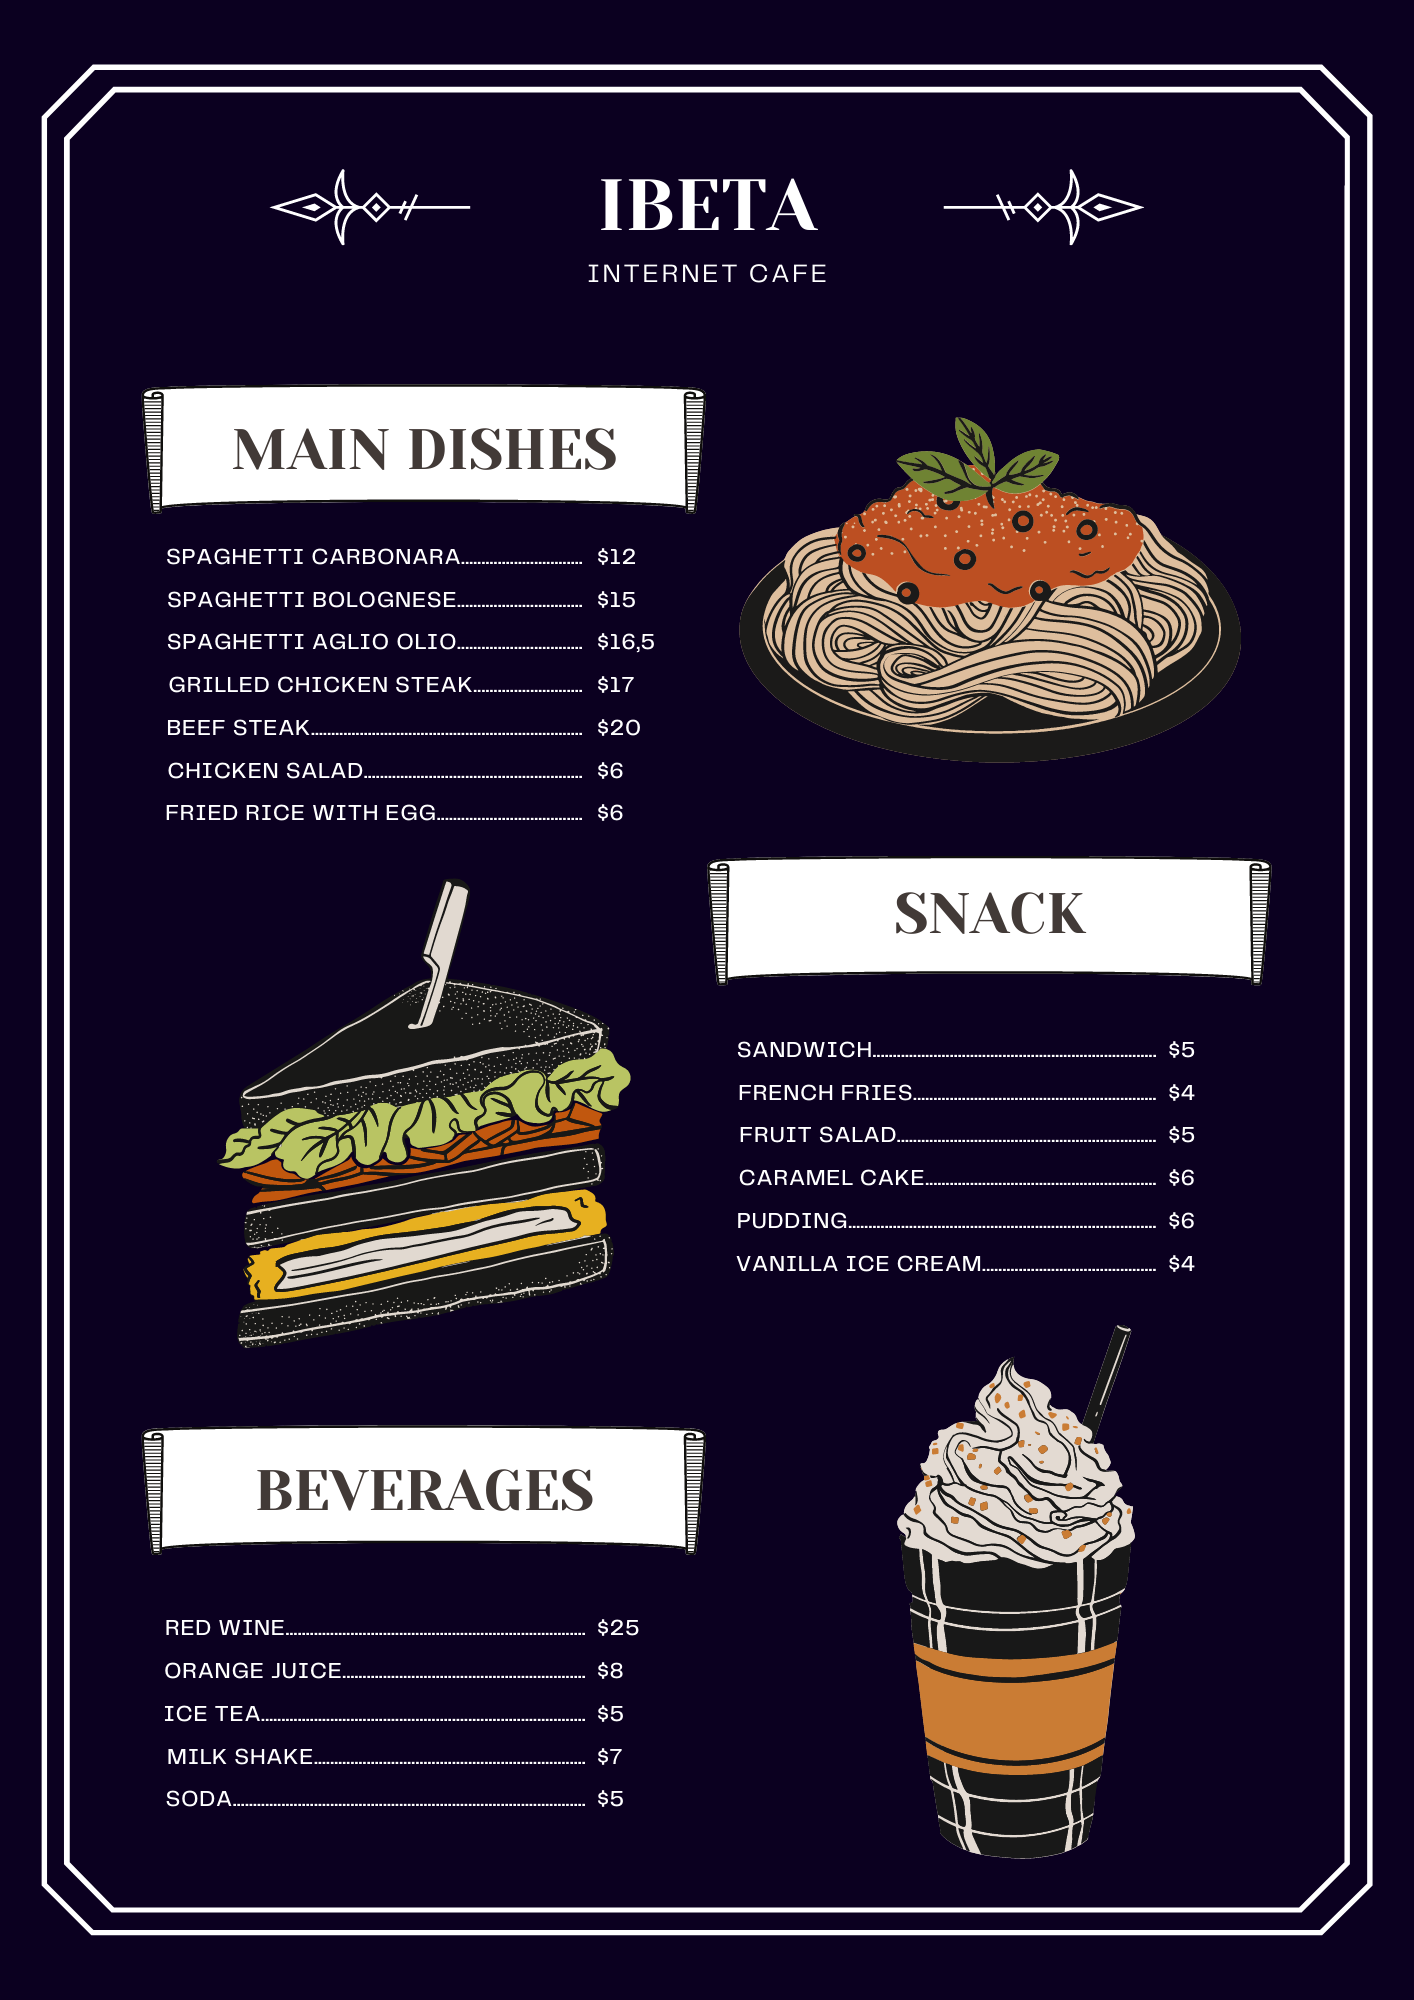 IBETA
INTERNET CAFE
MAIN DISHES
SPAGHETTI CARBONARA............................................ $12
SPAGHETTI BOLOGNESE............................................ $15
SPAGHETTI AGLIO OLIO............................................ $16,5
GRILLED CHICKEN STEAK........................................ $17
BEEF STEAK............................................ $20
CHICKEN SALAD............................................ $6
FRIED RICE WITH EGG............................................ $6
SNACK
SANDWICH............................................ $5
FRENCH FRIES............................................ $4
FRUIT SALAD............................................ $5
CARAMEL CAKE............................................ $6
PUDDING............................................ $6
VANILLA ICE CREAM............................................ $4
BEVERAGES
RED WINE............................................ $25
ORANGE JUICE............................................ $8
ICE TEA............................................ $5
MILK SHAKE............................................ $7
SODA............................................ $5